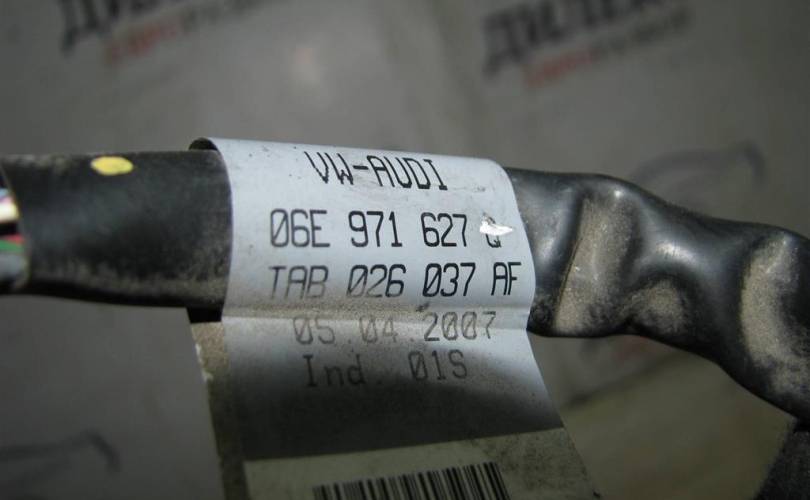 VW-AUDI
06E 971 627 Q
TAB 026 037 AF
05.04.2007
Ind. 01S